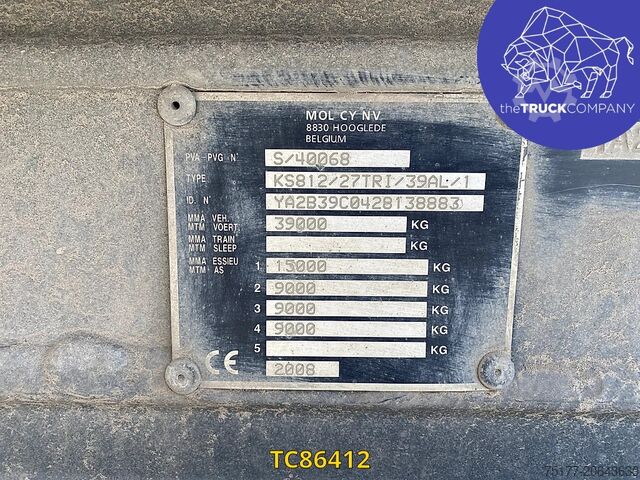 the TRUCKCOMPANY
MOL CY N.V.
8830 HOOGLEDE
BELGIUM
PVA-PVG N° S/40068
TYPE KS812/27TRI/39AL/1
ID. N° YA2B39C0428138883
MMA VEH.
MTM VOERT. 39000 KG
MMA TRAIN
MTM SLEEP KG
MMA ESSIEU
MTM AS 1 15000 KG
2 9000 KG
3 9000 KG
4 9000 KG
5 KG
CE 2008
TC86412